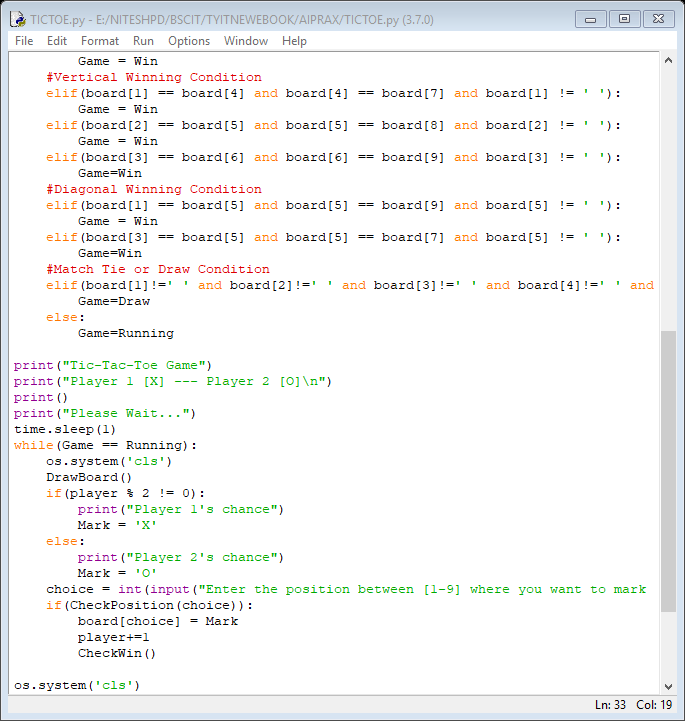 TICTOE.py - E:/NITESHPD/BSCIT/TYITNEWEBOOK/AIPRAX/TICTOE.py (3.7.0)
File Edit Format Run Options Window Help
        Game = Win
    #Vertical Winning Condition
    elif(board[1] == board[4] and board[4] == board[7] and board[1] != ' '):
        Game = Win
    elif(board[2] == board[5] and board[5] == board[8] and board[2] != ' '):
        Game = Win
    elif(board[3] == board[6] and board[6] == board[9] and board[3] != ' '):
        Game=Win
    #Diagonal Winning Condition
    elif(board[1] == board[5] and board[5] == board[9] and board[5] != ' '):
        Game = Win
    elif(board[3] == board[5] and board[5] == board[7] and board[5] != ' '):
        Game=Win
    #Match Tie or Draw Condition
    elif(board[1]!=' ' and board[2]!=' ' and board[3]!=' ' and board[4]!=' ' and
        Game=Draw
    else:
        Game=Running

print("Tic-Tac-Toe Game")
print("Player 1 [X] --- Player 2 [O]\n")
print()
print("Please Wait...")
time.sleep(1)
while(Game == Running):
    os.system('cls')
    DrawBoard()
    if(player % 2 != 0):
        print("Player 1's chance")
        Mark = 'X'
    else:
        print("Player 2's chance")
        Mark = 'O'
    choice = int(input("Enter the position between [1-9] where you want to mark
    if(CheckPosition(choice)):
        board[choice] = Mark
        player+=1
        CheckWin()

os.system('cls')
Ln: 33 Col: 19